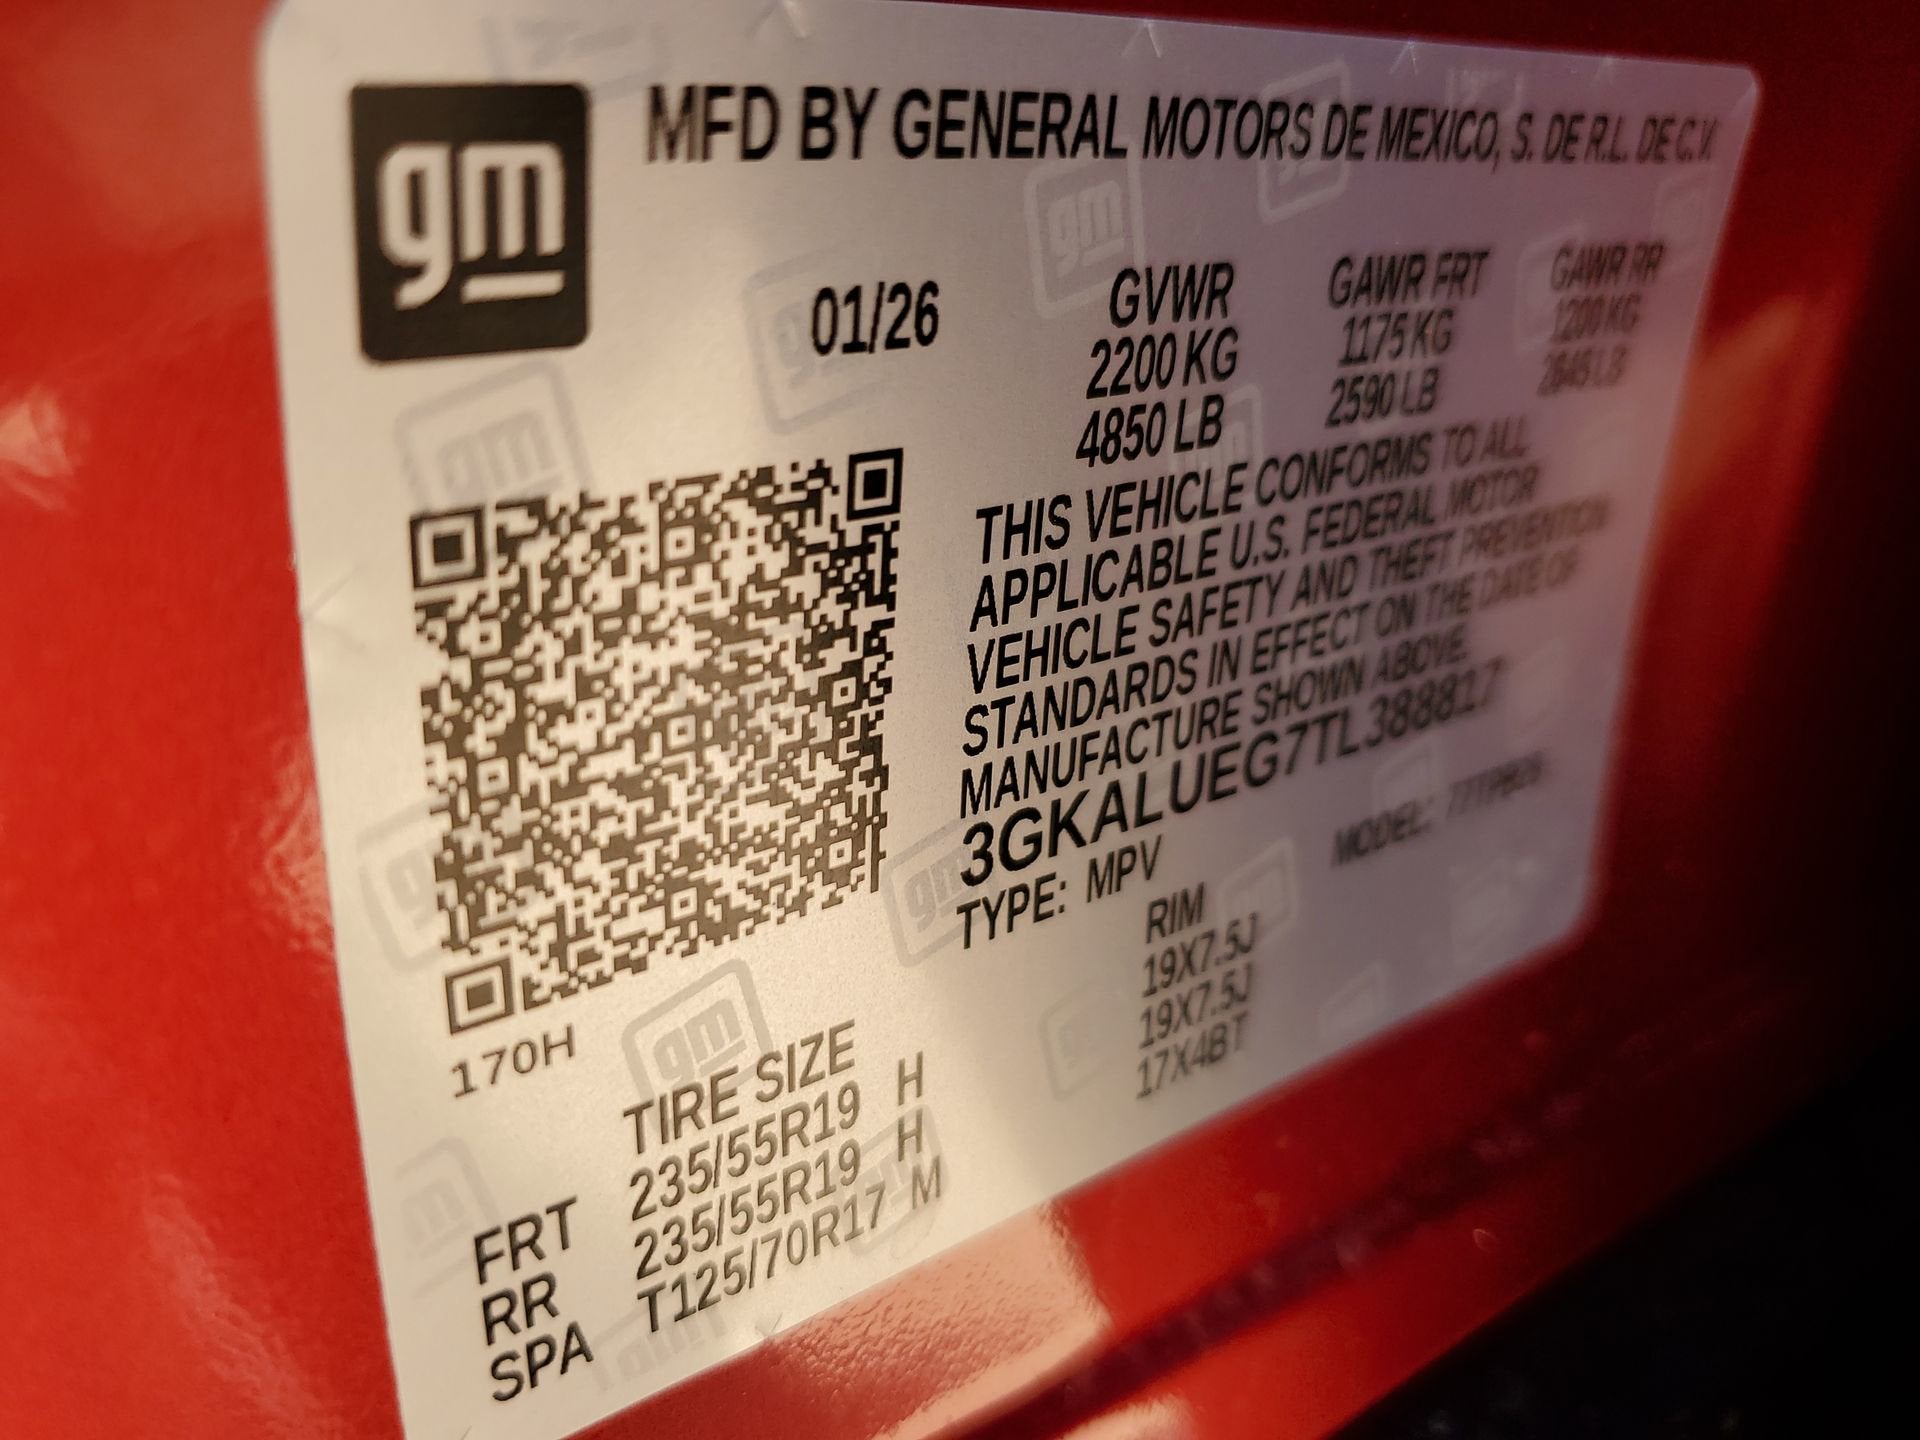 gm
MFD BY GENERAL MOTORS DE MEXICO, S. DE R.L. DE C.V.
01/26
GVWR GAWR FRT GAWR RR
2200 KG 1175 KG 1200 KG
4850 LB 2590 LB 2645 LB
THIS VEHICLE CONFORMS TO ALL
APPLICABLE U.S. FEDERAL MOTOR
VEHICLE SAFETY AND THEFT PREVENTION
STANDARDS IN EFFECT ON THE DATE OF
MANUFACTURE SHOWN ABOVE.
3GKALUEG7TL388817
TYPE: MPV MODEL:
170H
TIRE SIZE RIM
FRT 235/55R19 H 19X7.5J
RR 235/55R19 H 19X7.5J
SPA T125/70R17 M 17X4BT